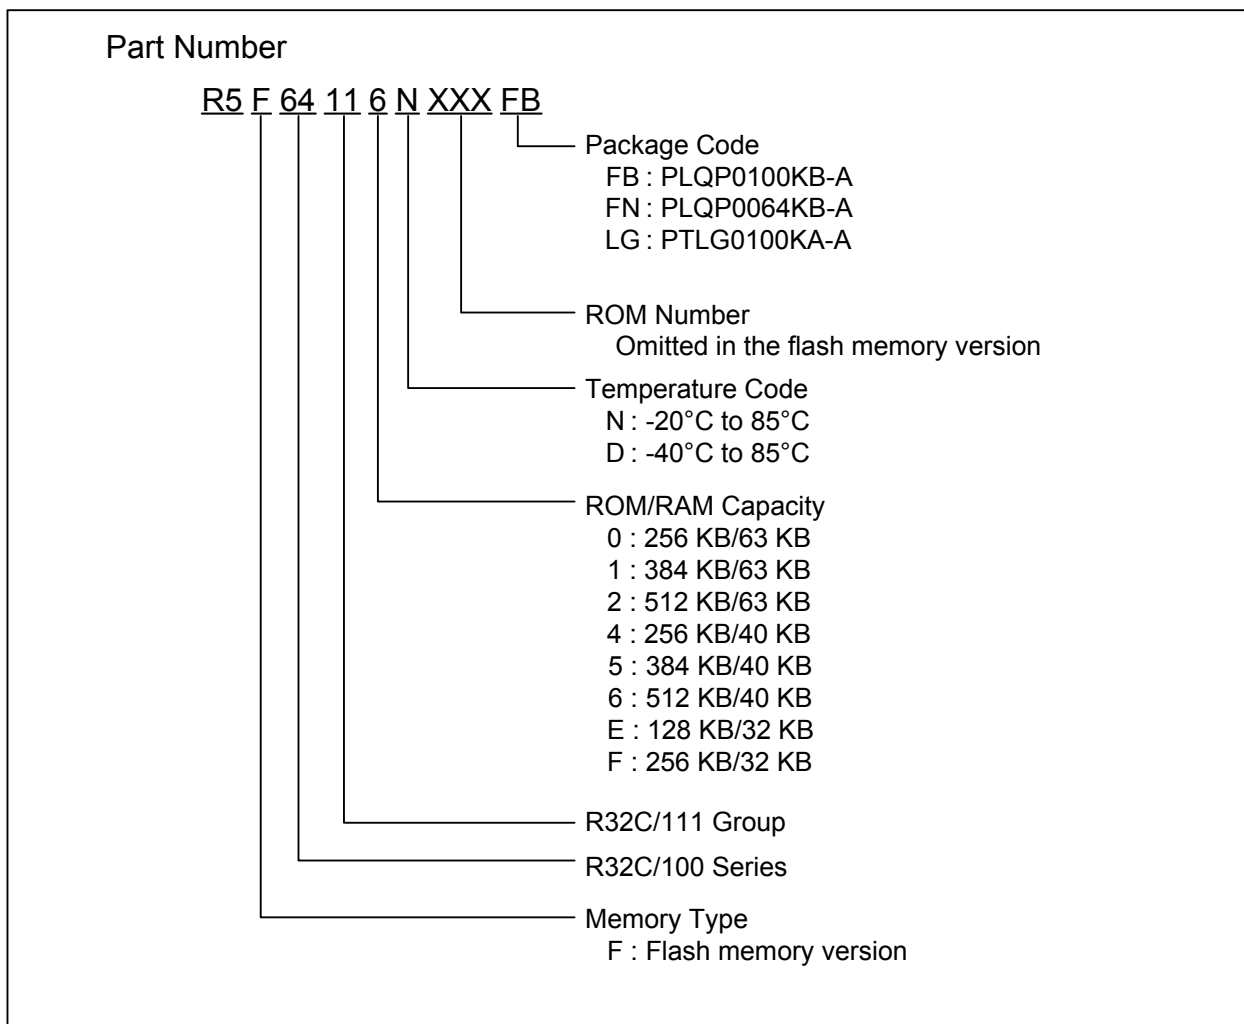 Part Number
R5 F 64 11 6 N XXX FB
Package Code
FB : PLQP0100KB-A
FN : PLQP0064KB-A
LG : PTLG0100KA-A
ROM Number
Omitted in the flash memory version
Temperature Code
N : -20°C to 85°C
D : -40°C to 85°C
ROM/RAM Capacity
0 : 256 KB/63 KB
1 : 384 KB/63 KB
2 : 512 KB/63 KB
4 : 256 KB/40 KB
5 : 384 KB/40 KB
6 : 512 KB/40 KB
E : 128 KB/32 KB
F : 256 KB/32 KB
R32C/111 Group
R32C/100 Series
Memory Type
F : Flash memory version